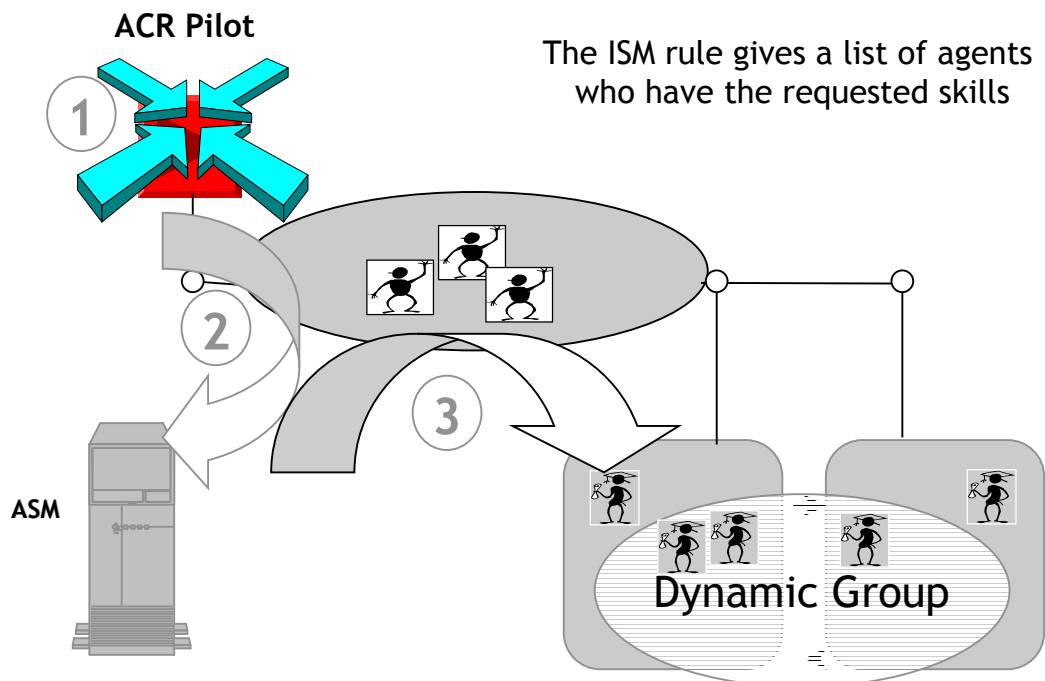 ACR Pilot
The ISM rule gives a list of agents
who have the requested skills
1
2
3
ASM
Dynamic Group